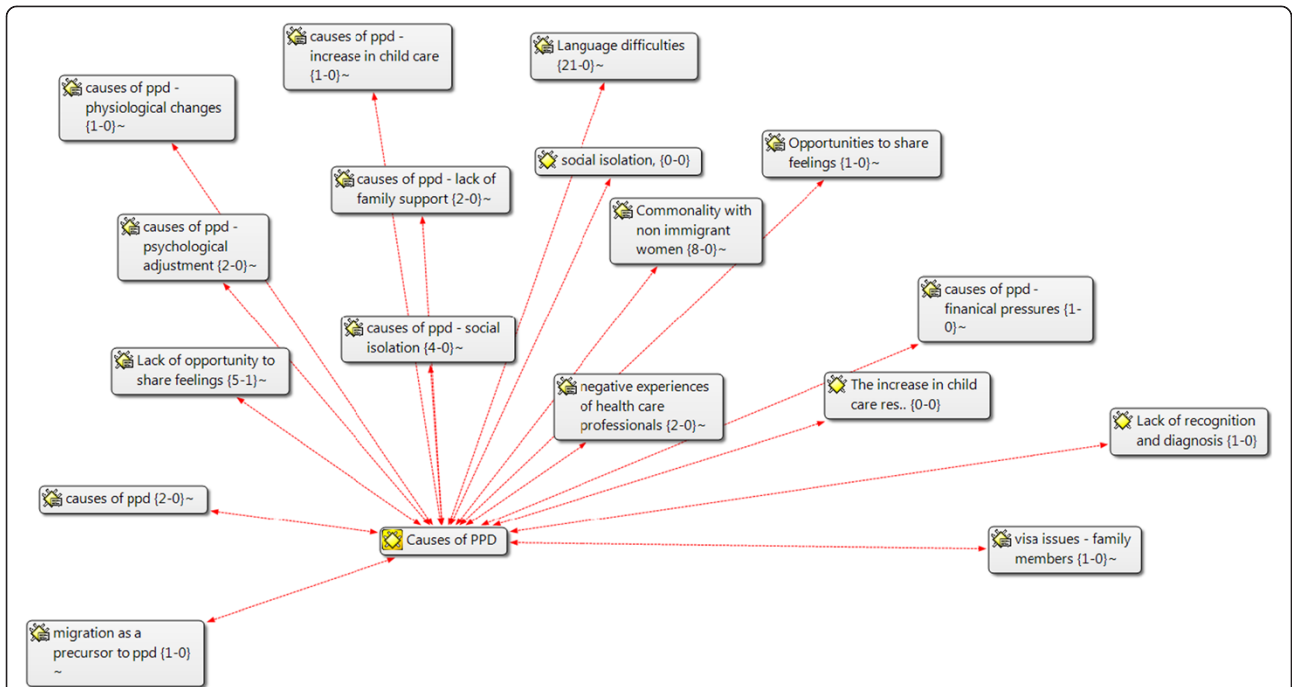 causes of ppd -
increase in child care
{1-0}~
Language difficulties
{21-0}~
causes of ppd -
physiological changes
{1-0}~
Opportunities to share
feelings {1-0}~
social isolation, {0-0}
causes of ppd - lack of
family support {2-0}~
Commonality with
non immigrant
women {8-0}~
causes of ppd -
psychological
adjustment {2-0}~
causes of ppd -
finanical pressures {1-
0}~
causes of ppd - social
isolation {4-0}~
Lack of opportunity to
share feelings {5-1}~
negative experiences
of health care
professionals {2-0}~
The increase in child
care res.. {0-0}
Lack of recognition
and diagnosis {1-0}
causes of ppd {2-0}~
Causes of PPD
visa issues - family
members {1-0}~
migration as a
precursor to ppd {1-0}
~